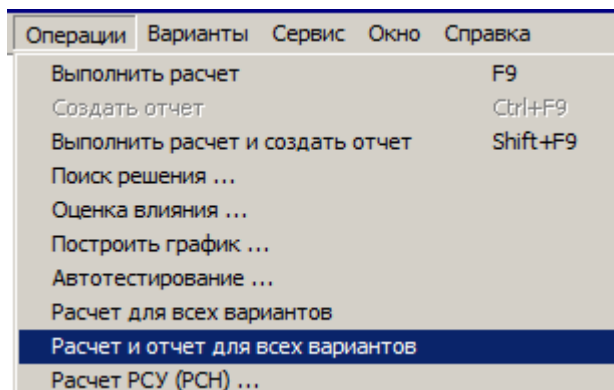 Операции Варианты Сервис Окно Справка
Выполнить расчет F9
Создать отчет Ctrl+F9
Выполнить расчет и создать отчет Shift+F9
Поиск решения ...
Оценка влияния ...
Построить график ...
Автотестирование ...
Расчет для всех вариантов
Расчет и отчет для всех вариантов
Расчет РСУ (РСН) ...